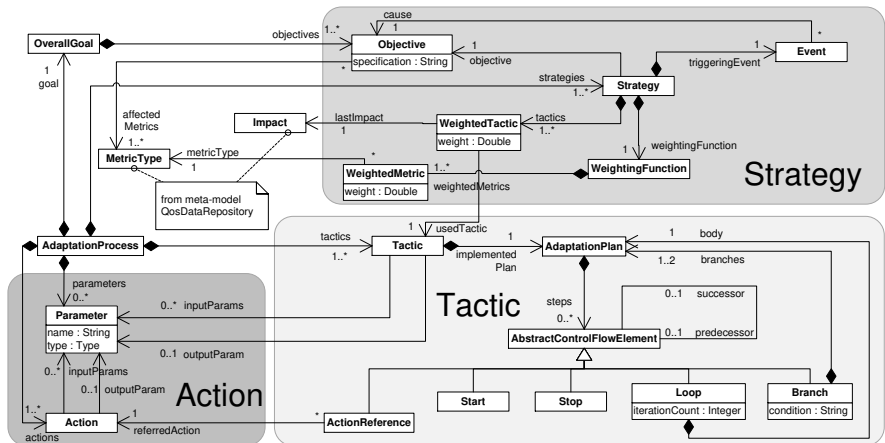 cause
OverallGoal
objectives
1..*
Objective
1
*
Event
specification : String
1
objective
1
triggeringEvent
1
goal
*
strategies
1..*
Strategy
affected
Metrics
1..*
Impact
lastImpact
1
WeightedTactic
weight : Double
tactics
1..*
weightingFunction
1
MetricType
metricType
1
*
WeightedMetric
weight : Double
1..*
weightedMetrics
WeightingFunction
Strategy
from meta-model
QosDataRepository
AdaptationProcess
tactics
1..*
1
usedTactic
Tactic
implemented
Plan
1
AdaptationPlan
1
body
1..2
branches
parameters
0..*
Parameter
name : String
type : Type
0..*
inputParams
0..1
outputParam
Tactic
steps
0..*
0..1
successor
0..1
predecessor
AbstractControlFlowElement
inputParams
0..*
0..1
outputParam
Action
Start
Stop
Loop
iterationCount : Integer
Branch
condition : String
1..*
actions
Action
1
referredAction
*
ActionReference